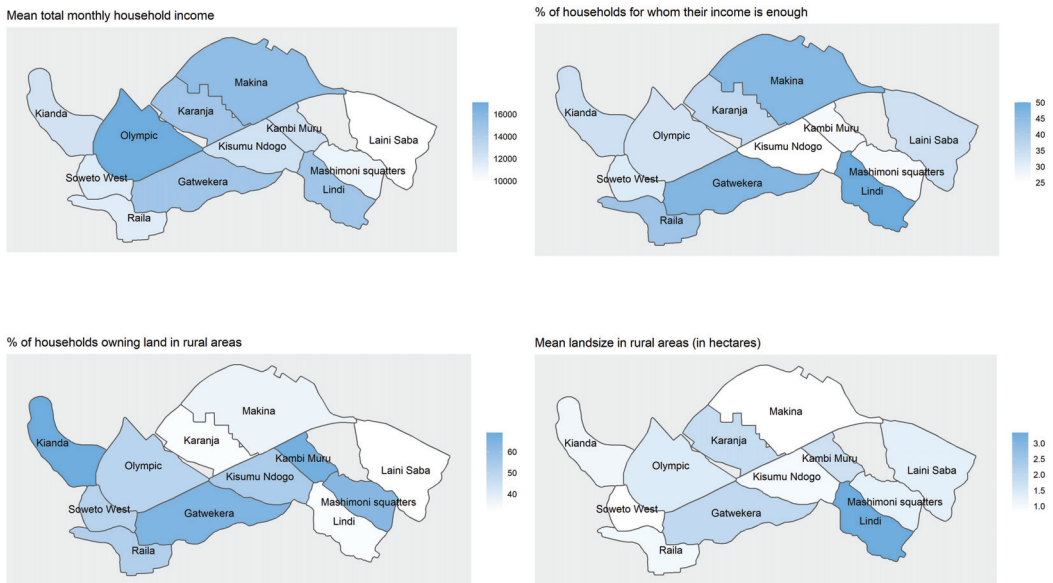 Mean total monthly household income
Makina
Kianda
Karanja
Olympic
Kambi Muru
Kisumu Ndogo
Laini Saba
Mashimoni squatters
Soweto West
Gatwekera
Lindi
Raila
16000
14000
12000
10000
% of households for whom their income is enough
Makina
Kianda
Karanja
Olympic
Kambi Muru
Kisumu Ndogo
Laini Saba
Mashimoni squatters
Soweto West
Gatwekera
Lindi
Raila
50
45
40
35
30
25
% of households owning land in rural areas
Makina
Kianda
Karanja
Olympic
Kambi Muru
Kisumu Ndogo
Laini Saba
Mashimoni squatters
Soweto West
Gatwekera
Lindi
Raila
60
40
Mean landsize in rural areas (in hectares)
Makina
Kianda
Karanja
Olympic
Kambi Muru
Kisumu Ndogo
Laini Saba
Mashimoni squatters
Soweto West
Gatwekera
Lindi
Raila
3.0
2.5
2.0
1.5
1.0